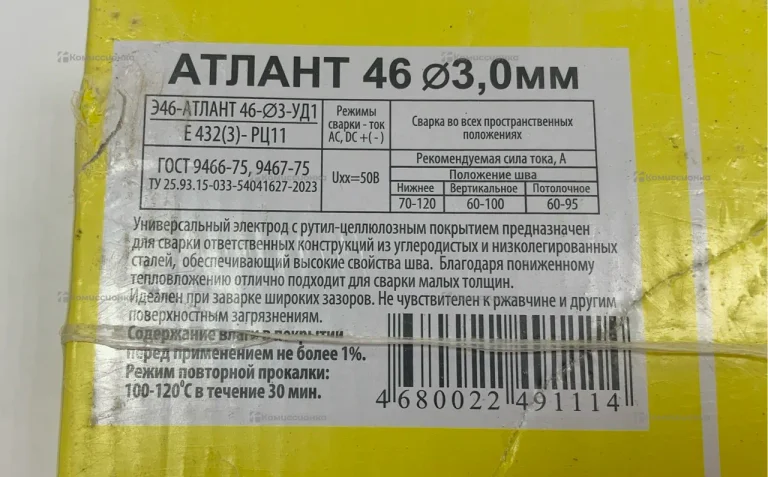 АТЛАНТ 46 ⌀3,0мм
Э46-АТЛАНТ 46-∅3-УД1
Е 432(3)- РЦ11
ГОСТ 9466-75, 9467-75
ТУ 25.93.15-033-54041627-2023
Режимы
сварки - ток
AC, DC +( - )
Uxx=50В
Сварка во всех пространственных
положениях
Рекомендуемая сила тока, А
Положение шва
Нижнее Вертикальное Потолочное
70-120 60-100 60-95
Универсальный электрод с рутил-целлюлозным покрытием предназначен
для сварки ответственных конструкций из углеродистых и низколегированных
сталей, обеспечивающий высокие свойства шва. Благодаря пониженному
тепловложению отлично подходит для сварки малых толщин.
Идеален при заварке широких зазоров. Не чувствителен к ржавчине и другим
поверхностным загрязнениям.
Содержание влаги в покрытии
перед применением не более 1%.
Режим повторной прокалки:
100-120°С в течение 30 мин.
4 680022 491114